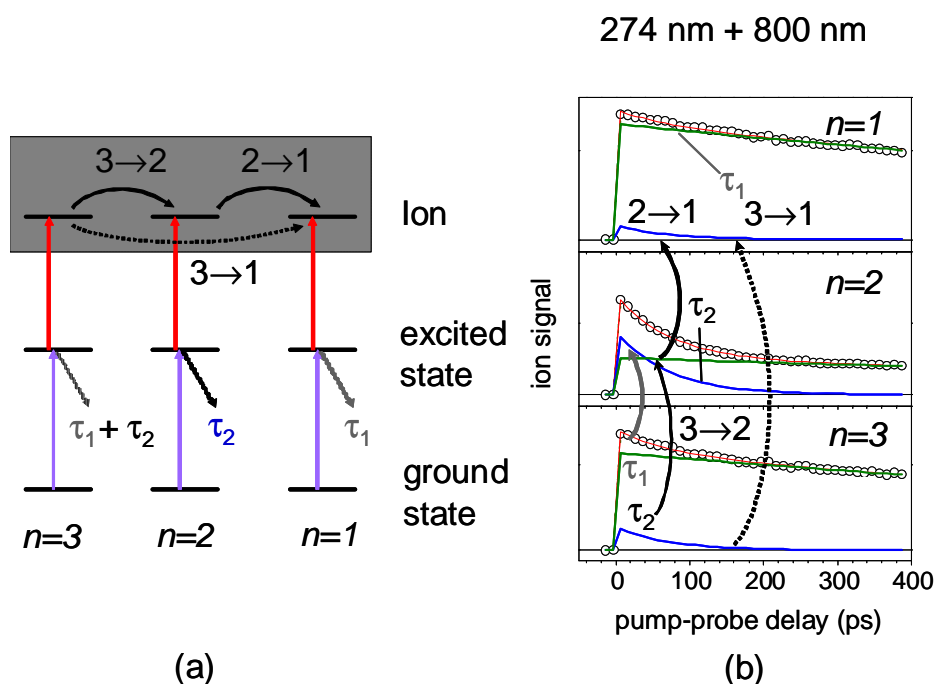 274 nm + 800 nm
3→2
2→1
Ion
3→1
excited
state
τ1 + τ2
τ2
τ1
ground
state
n=3
n=2
n=1
(a)
ion signal
n=1
τ1
2→1
3→1
n=2
τ2
n=3
3→2
τ1
τ2
0
100
200
300
400
pump-probe delay (ps)
(b)